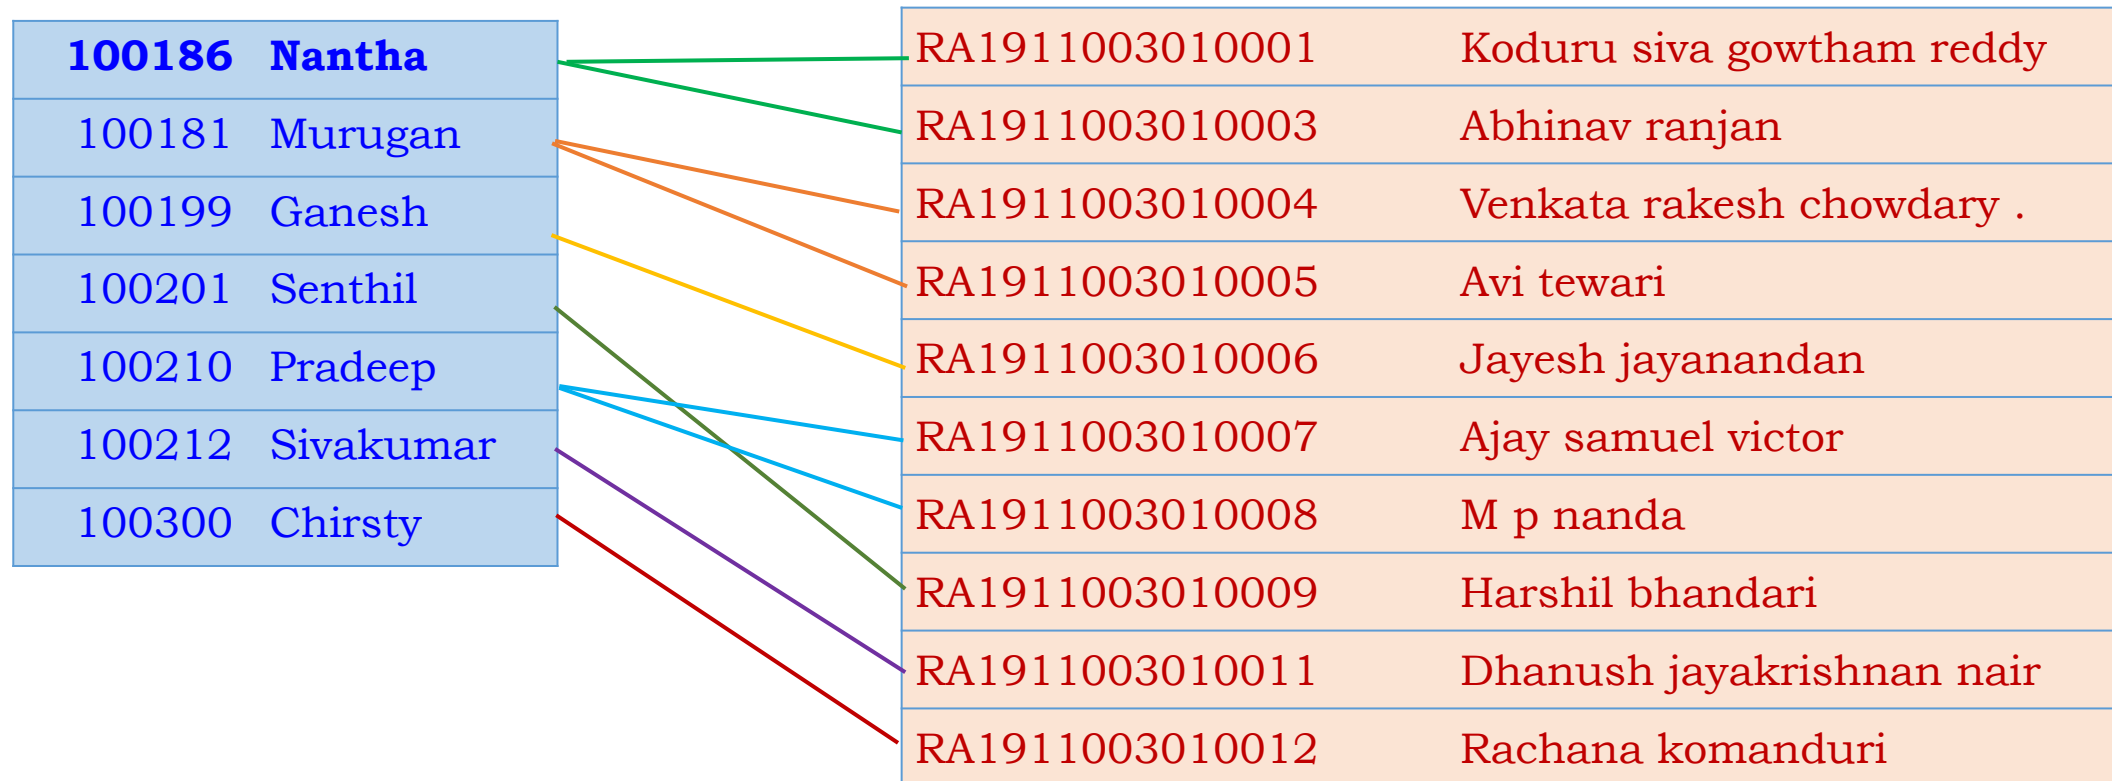 100186 Nantha
100181 Murugan
100199 Ganesh
100201 Senthil
100210 Pradeep
100212 Sivakumar
100300 Chirsty
RA1911003010001 Koduru siva gowtham reddy
RA1911003010003 Abhinav ranjan
RA1911003010004 Venkata rakesh chowdary .
RA1911003010005 Avi tewari
RA1911003010006 Jayesh jayanandan
RA1911003010007 Ajay samuel victor
RA1911003010008 M p nanda
RA1911003010009 Harshil bhandari
RA1911003010011 Dhanush jayakrishnan nair
RA1911003010012 Rachana komanduri